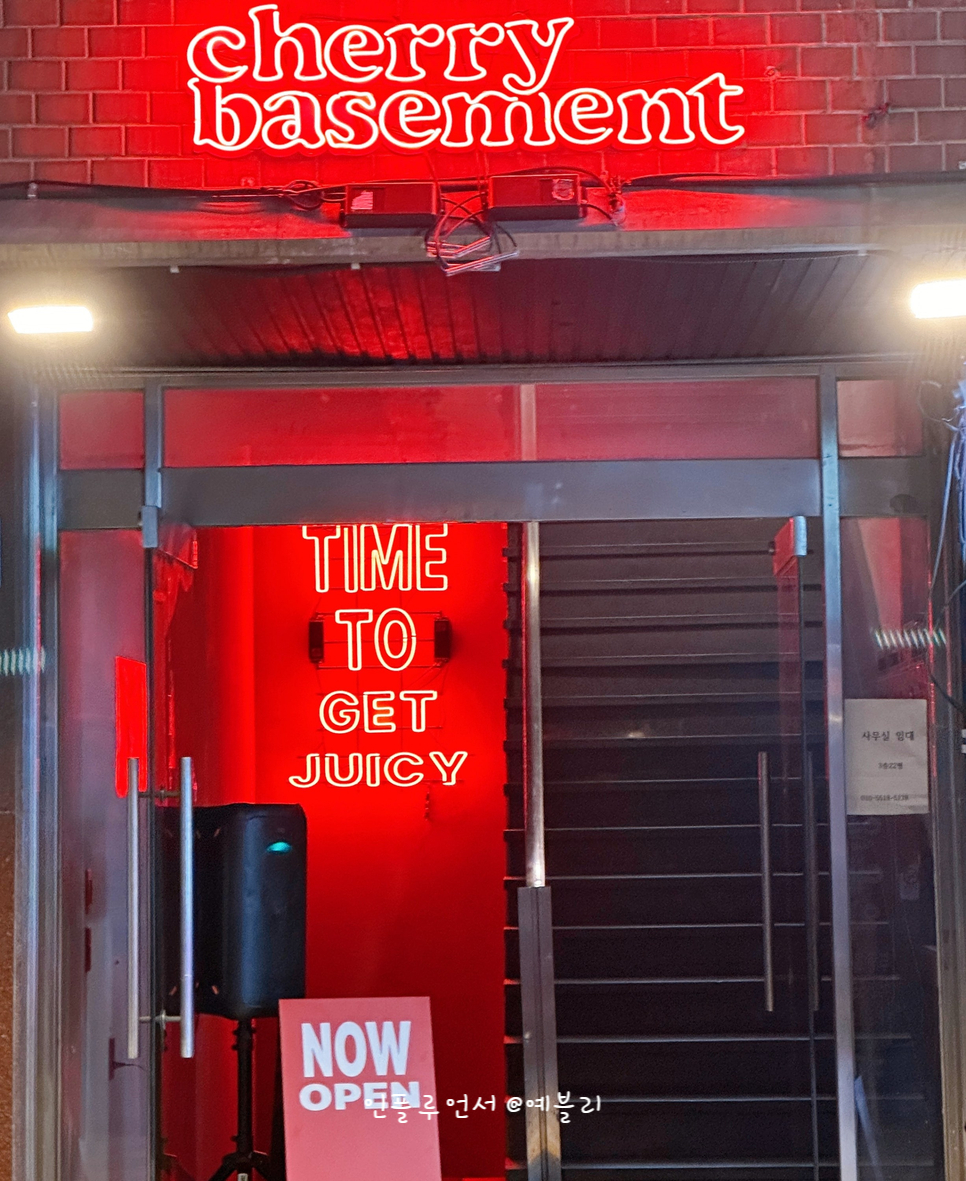 cherry
basement
TIME
TO
GET
JUICY
사무실 임대
NOW
OPEN
인플루언서 @예블리